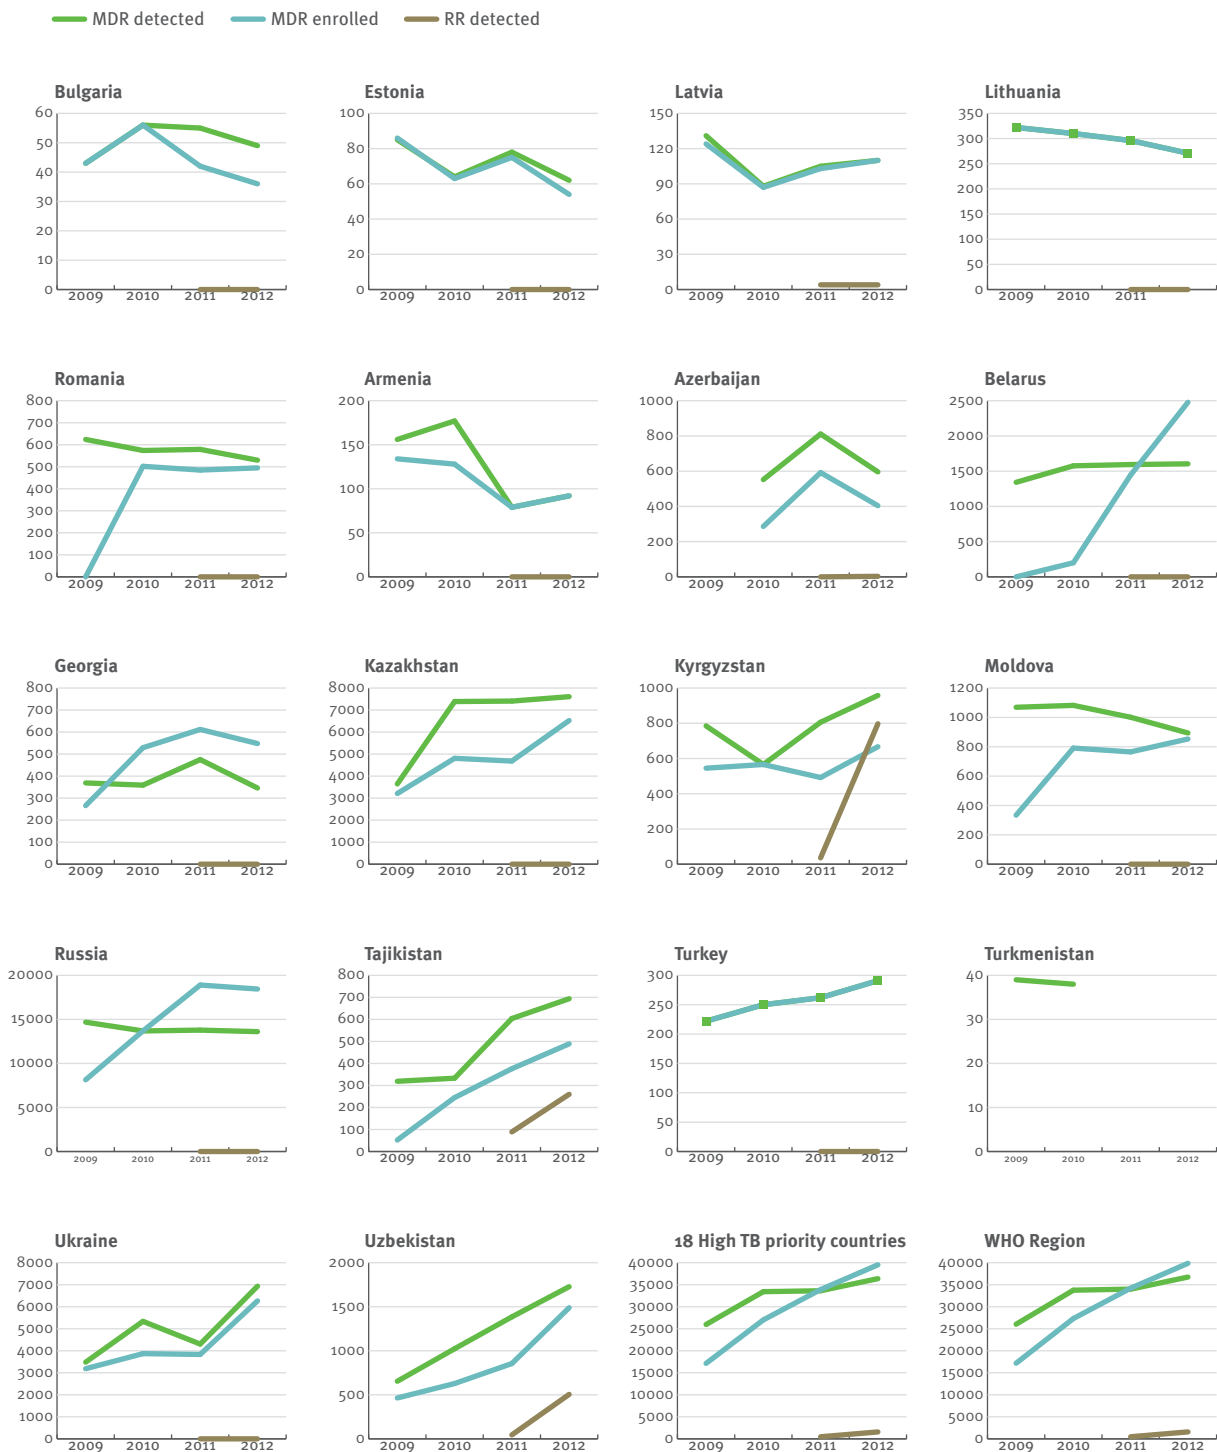 MDR detected MDR enrolled RR detected
Bulgaria Estonia Latvia Lithuania
60 100 150 350
50 80 120 300
40 60 90 250
30 40 60 200
20 20 30 150
10 100
50
0 0 0 0
2009 2010 2011 2012 2009 2010 2011 2012 2009 2010 2011 2012 2009 2010 2011
Romania Armenia Azerbaijan Belarus
800 200 1000 2500
700 150 800 2000
600 100 600 1500
500 50 400 1000
400 200 500
300
200
100
0 0 0 0
2009 2010 2011 2012 2009 2010 2011 2012 2009 2010 2011 2012 2009 2010 2011 2012
Georgia Kazakhstan Kyrgyzstan Moldova
800 8000 1000 1200
700 7000 800 1000
600 6000 600 800
500 5000 400 600
400 4000 200 400
300 3000 200
200 2000
100 1000
0 0 0 0
2009 2010 2011 2012 2009 2010 2011 2012 2009 2010 2011 2012 2009 2010 2011 2012
Russia Tajikistan Turkey Turkmenistan
20000 800 300 40
15000 700 250 30
10000 600 200 20
5000 500 150 10
400 100
300 50
200
100
0 0 0 0
2009 2010 2011 2012 2009 2010 2011 2012 2009 2010 2011 2012 2009 2010 2011 2012
Ukraine Uzbekistan 18 High TB priority countries WHO Region
8000 2000 40000 40000
7000 1500 35000 35000
6000 1000 30000 30000
5000 500 25000 25000
4000 20000 20000
3000 15000 15000
2000 10000 10000
1000 5000 5000
0 0 0 0
2009 2010 2011 2012 2009 2010 2011 2012 2009 2010 2011 2012 2009 2010 2011 2012